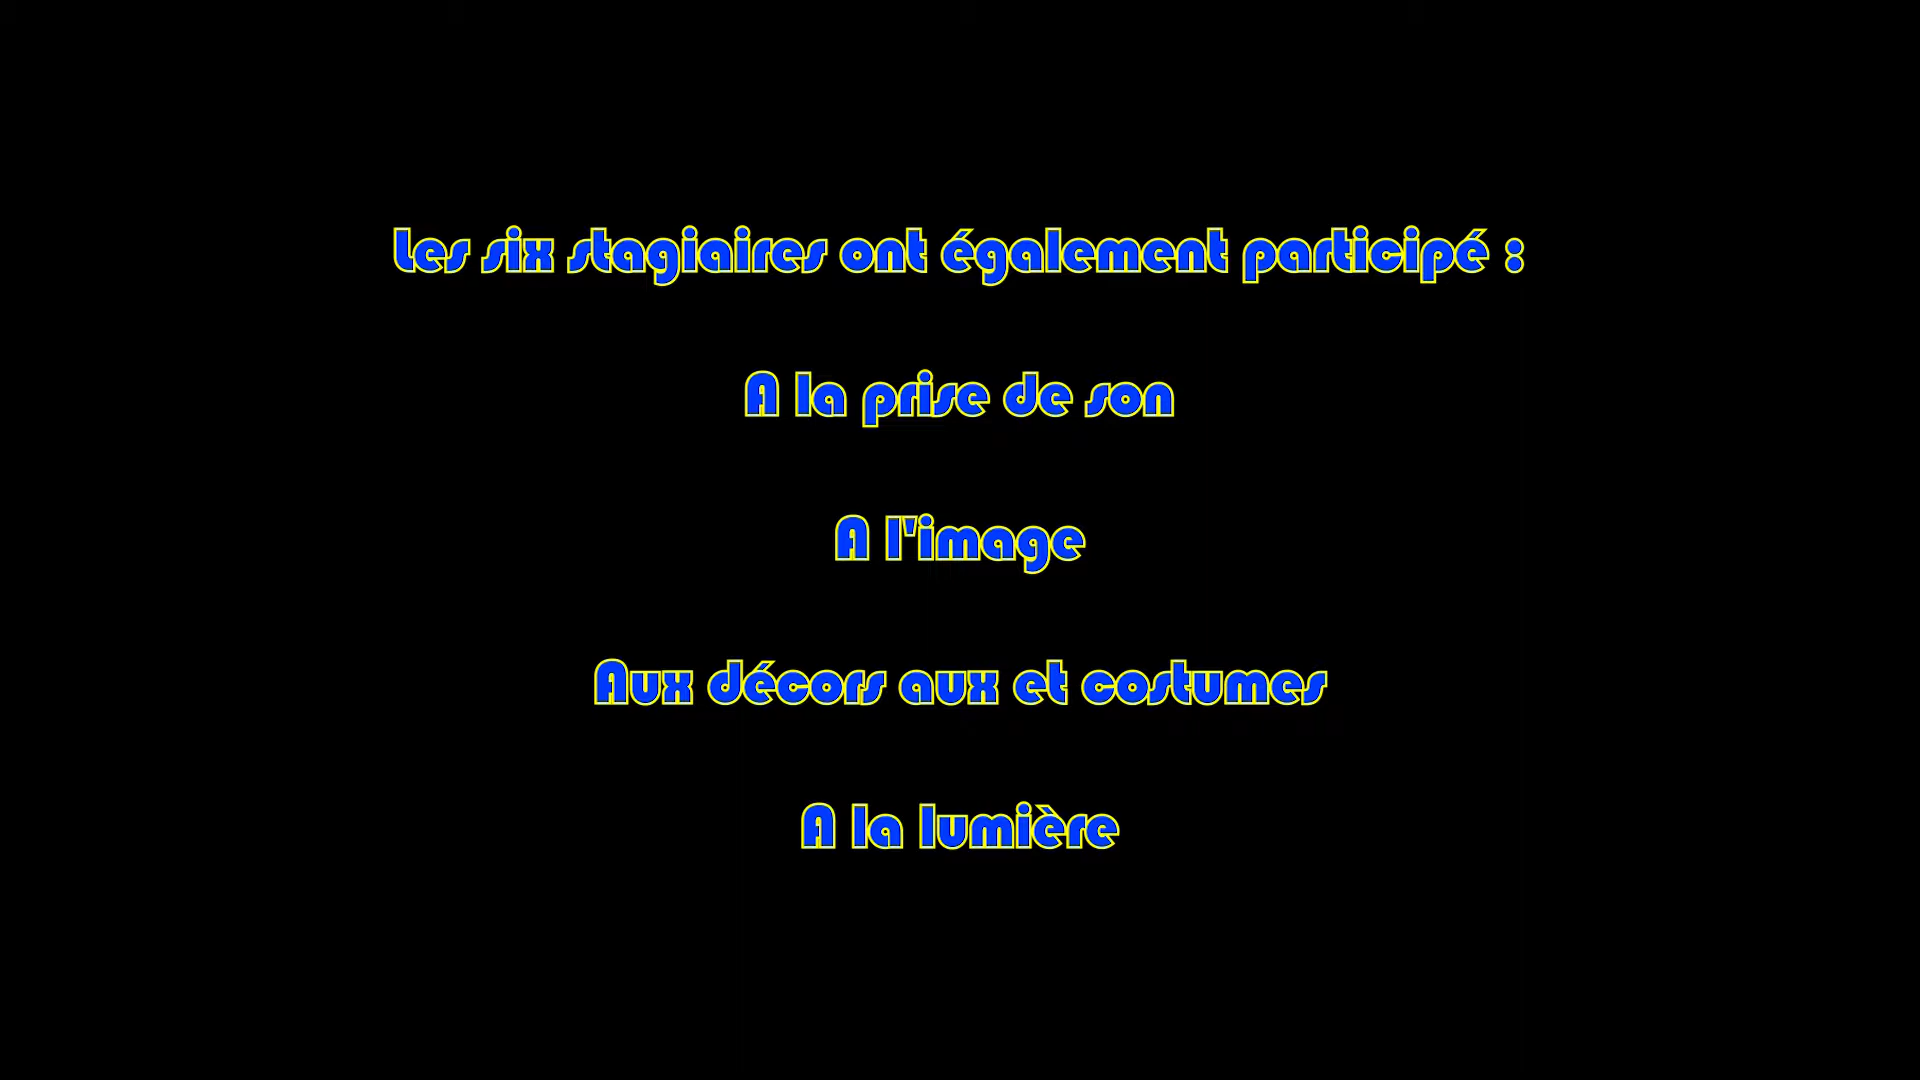 Les six stagiaires ont également participé :
A la prise de son
A l'image
Aux décors aux et costumes
A la lumière